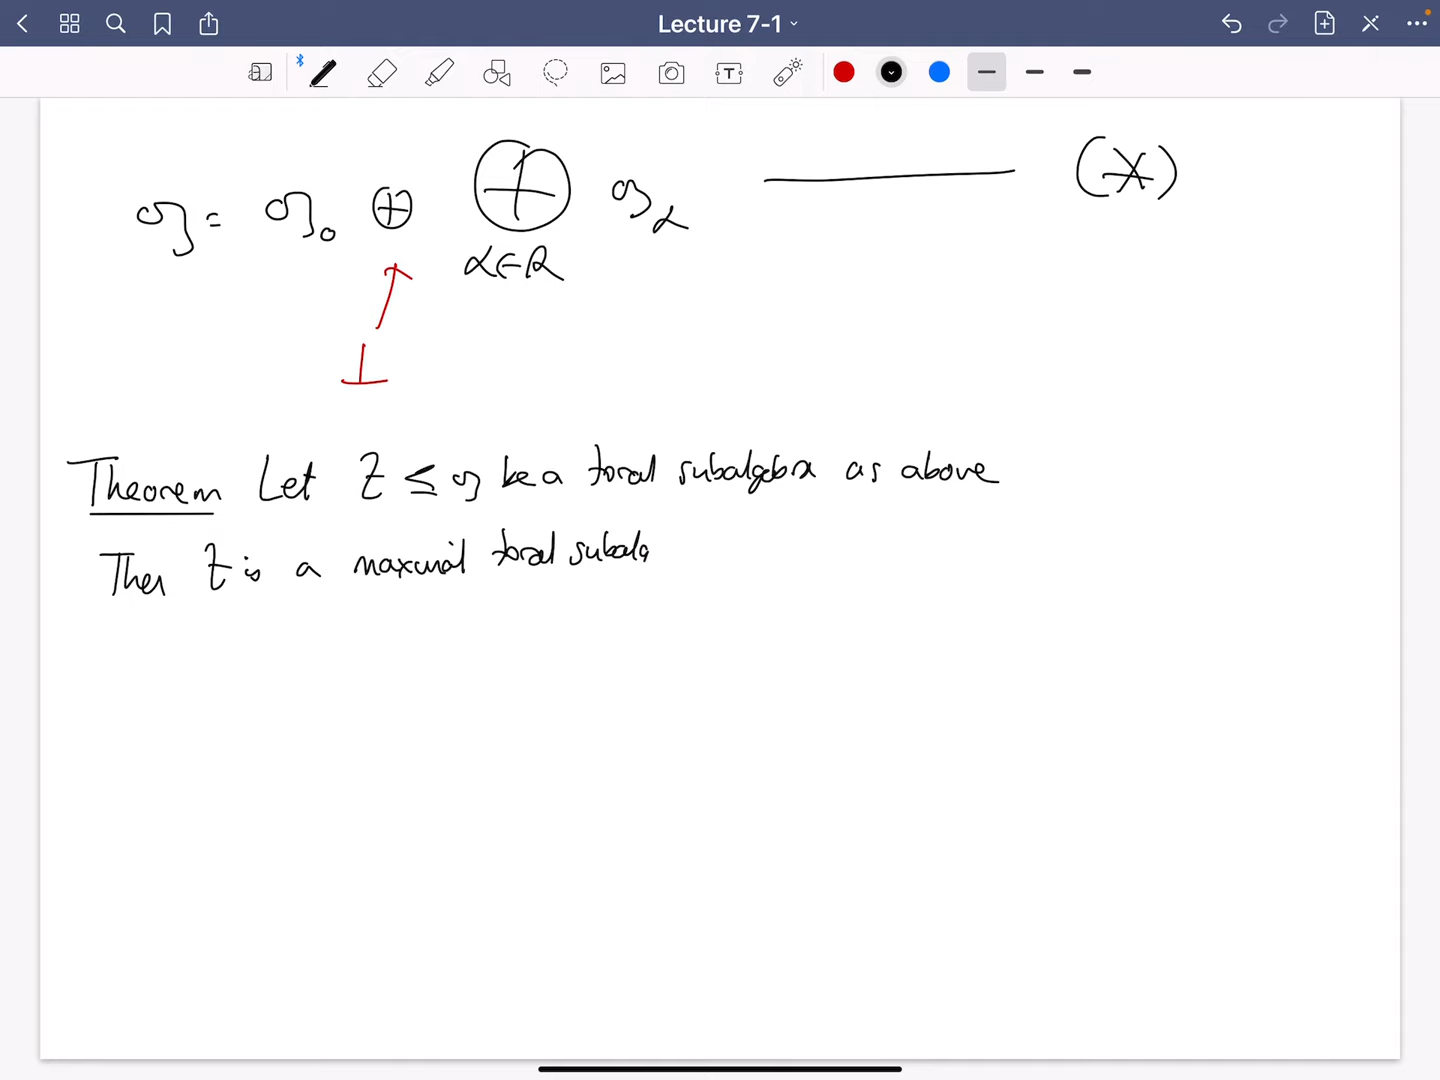 Lecture 7-1
𝔤 = 𝔤₀ ⊕ ⊕ 𝔤_α ——— (*)
α∈R
⊥
Theorem Let t ≤ 𝔤 be a toral subalgebra as above
Then t is a maximal toral subalg